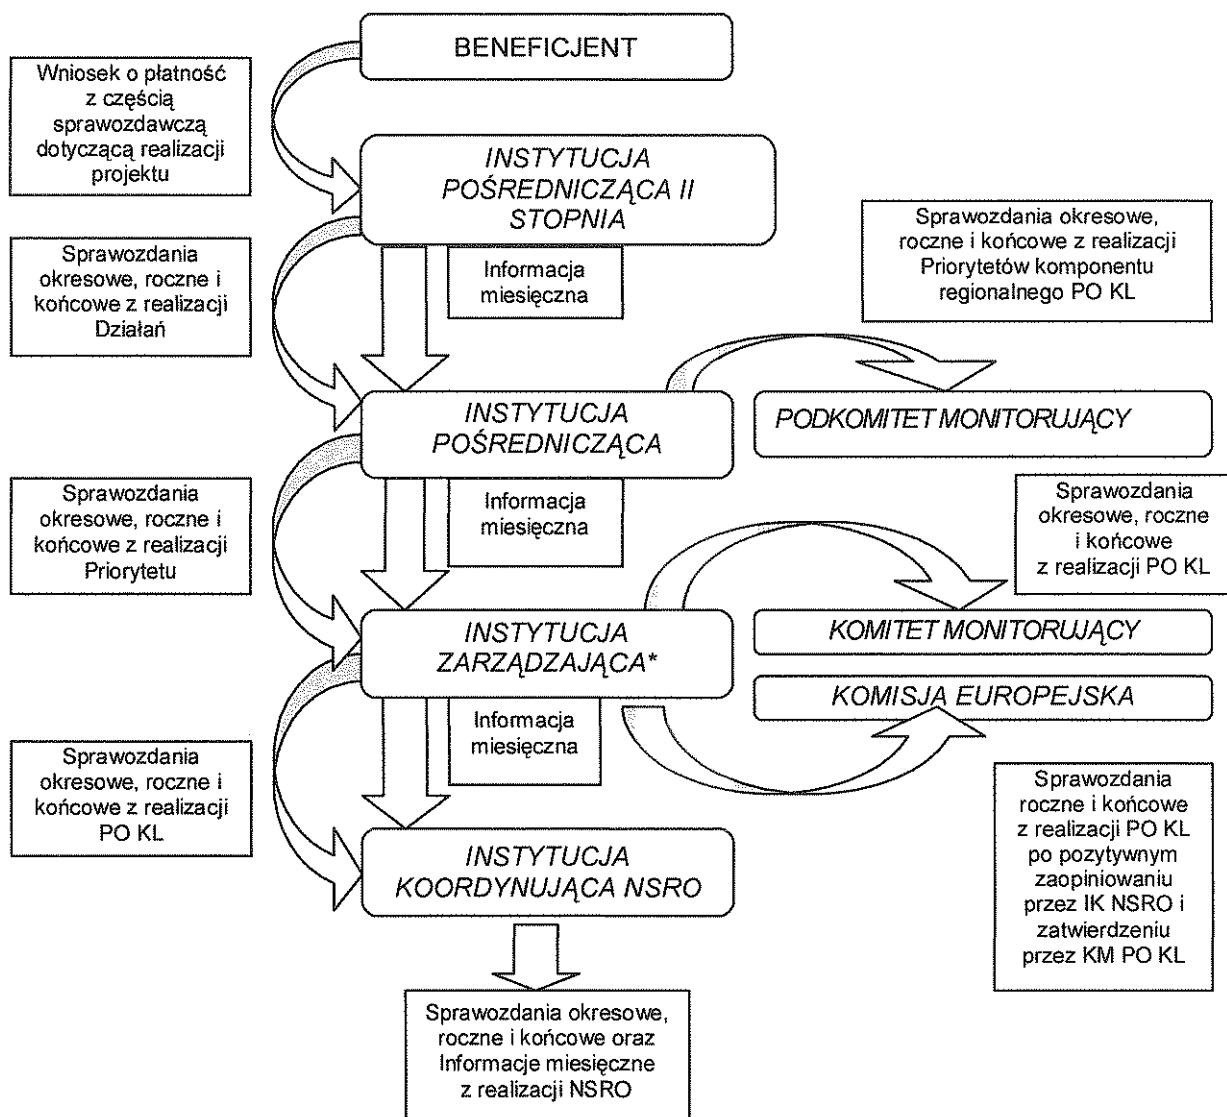 BENEFICJENT
Wniosek o płatność
z częścią
sprawozdawczą
dotyczącą realizacji
projektu
INSTYTUCJA
POŚREDNICZĄCA II
STOPNIA
Sprawozdania okresowe,
roczne i końcowe z realizacji
Priorytetów komponentu
regionalnego PO KL
Sprawozdania
okresowe, roczne i
końcowe z realizacji
Działań
Informacja
miesięczna
INSTYTUCJA
POŚREDNICZĄCA
PODKOMITET MONITORUJĄCY
Sprawozdania
okresowe, roczne i
końcowe z realizacji
Priorytetu
Informacja
miesięczna
Sprawozdania
okresowe, roczne
i końcowe
z realizacji PO KL
INSTYTUCJA
ZARZĄDZAJĄCA*
KOMITET MONITORUJĄCY
KOMISJA EUROPEJSKA
Informacja
miesięczna
Sprawozdania
okresowe, roczne i
końcowe z realizacji
PO KL
Sprawozdania
roczne i końcowe
z realizacji PO KL
po pozytywnym
zaopiniowaniu
przez IK NSRO i
zatwierdzeniu
przez KM PO KL
INSTYTUCJA
KOORDYNUJĄCA NSRO
Sprawozdania okresowe,
roczne i końcowe oraz
Informacje miesięczne
z realizacji NSRO